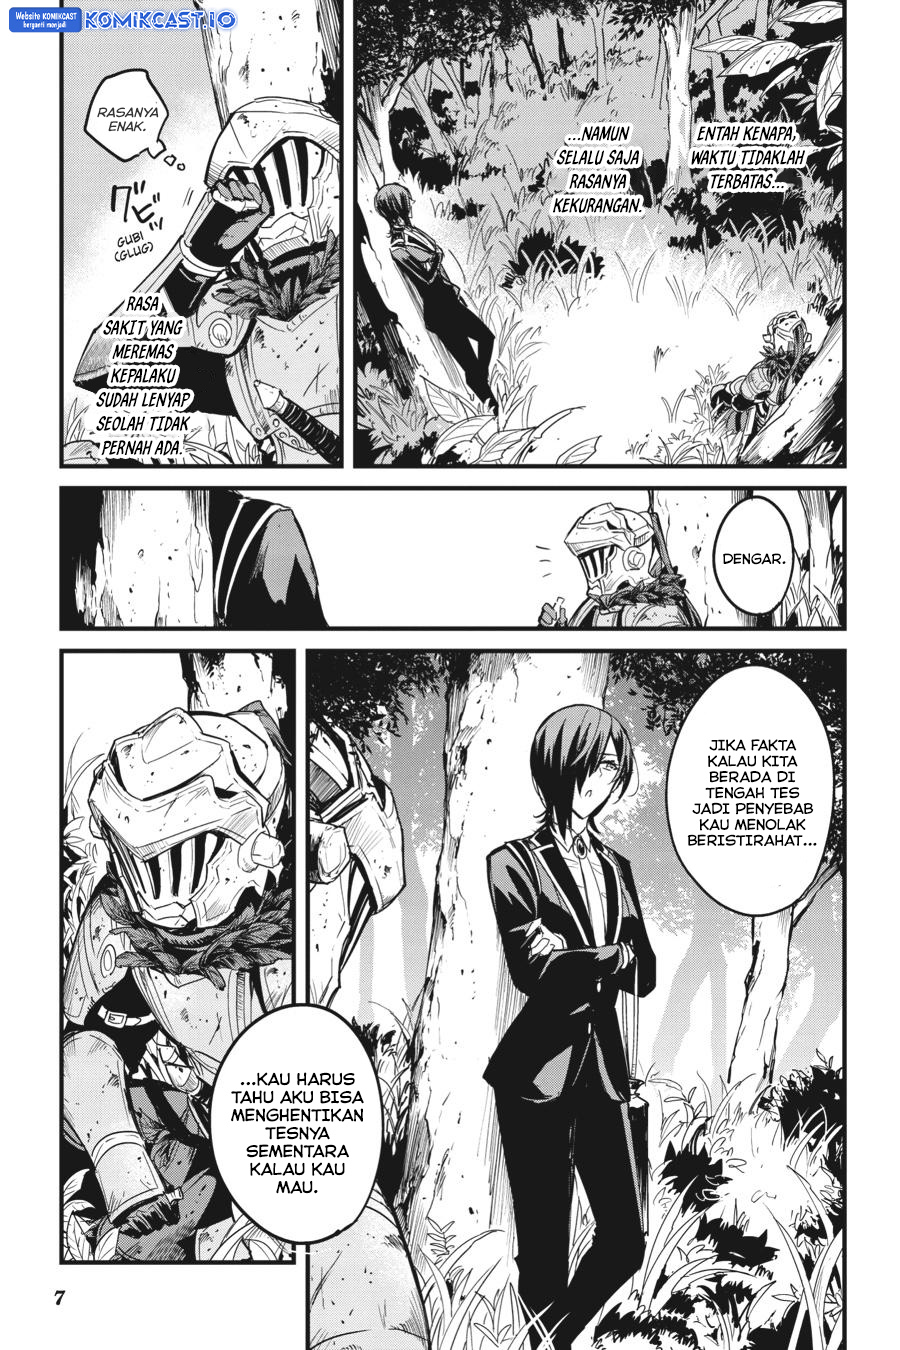 Website KOMIKCAST
berganti menjadi
KOMIKCAST.IO
ENTAH KENAPA,
WAKTU TIDAKLAH
TERBATAS...
...NAMUN
SELALU SAJA
RASANYA
KEKURANGAN.
RASANYA
ENAK.
グビッ
GUBI
(GLUG)
RASA
SAKIT YANG
MEREMAS
KEPALAKU
SUDAH LENYAP
SEOLAH TIDAK
PERNAH ADA.
DENGAR.
JIKA FAKTA
KALAU KITA
BERADA DI
TENGAH TES
JADI PENYEBAB
KAU MENOLAK
BERISTIRAHAT...
...KAU HARUS
TAHU AKU BISA
MENGHENTIKAN
TESNYA
SEMENTARA
KALAU KAU
MAU.
7